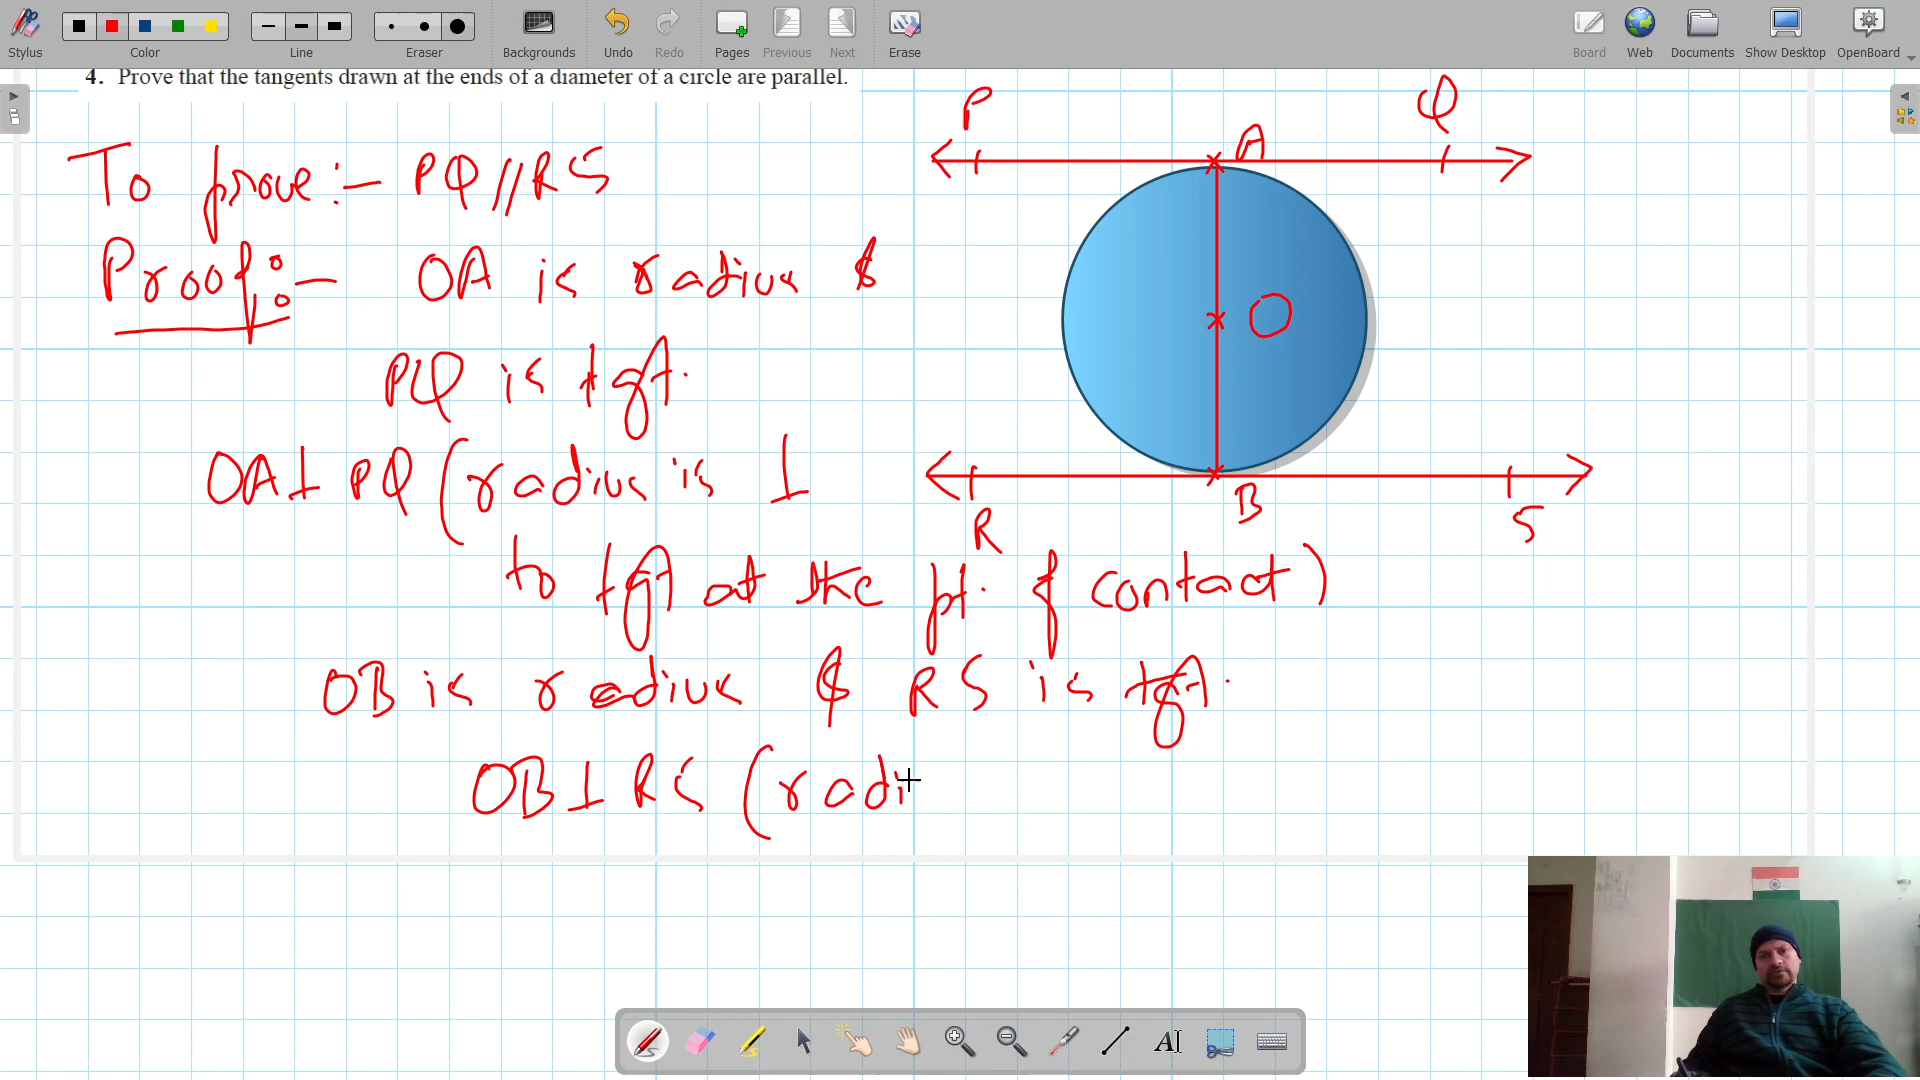 Stylus Color Line Eraser Backgrounds Undo Redo Pages Previous Next Erase Board Web Documents Show Desktop OpenBoard
4. Prove that the tangents drawn at the ends of a diameter of a circle are parallel.
P Q
A
To prove:- PQ//RS
Proof:- OA is radius &
O
PQ is tgt.
OA⊥PQ (radius is ⊥
B
R S
to tgt at the pt. of contact)
OB is radius & RS is tgt.
OB⊥RS (radi